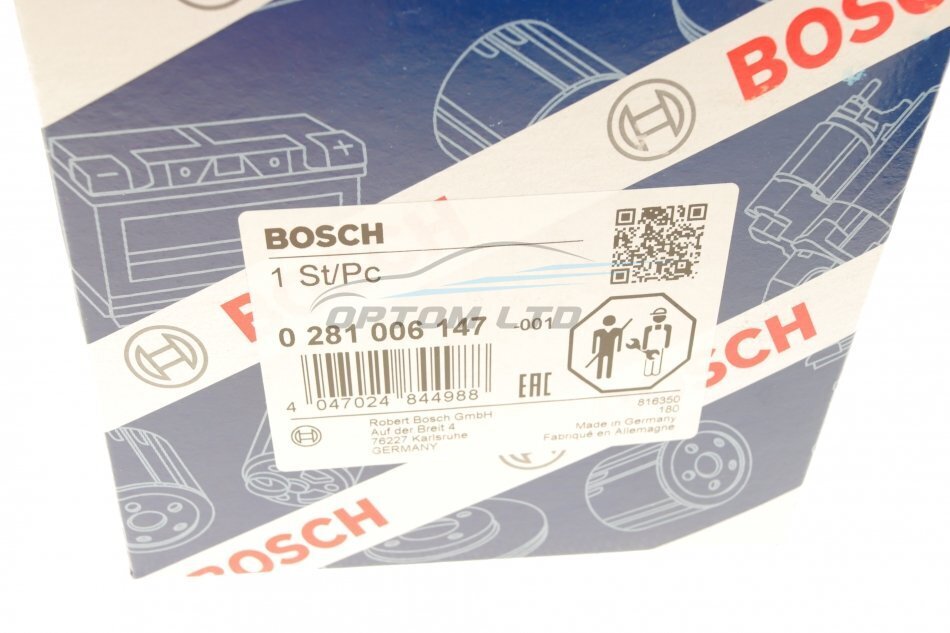 BOSCH
BOSCH
1 St/Pc
OPTOM LTD
0 281 006 147 -001
EAC
4 047024 844988
816350
180
Robert Bosch GmbH
Auf der Breit 4
76227 Karlsruhe
GERMANY
Made in Germany
Fabriqué en Allemagne
BOSCH